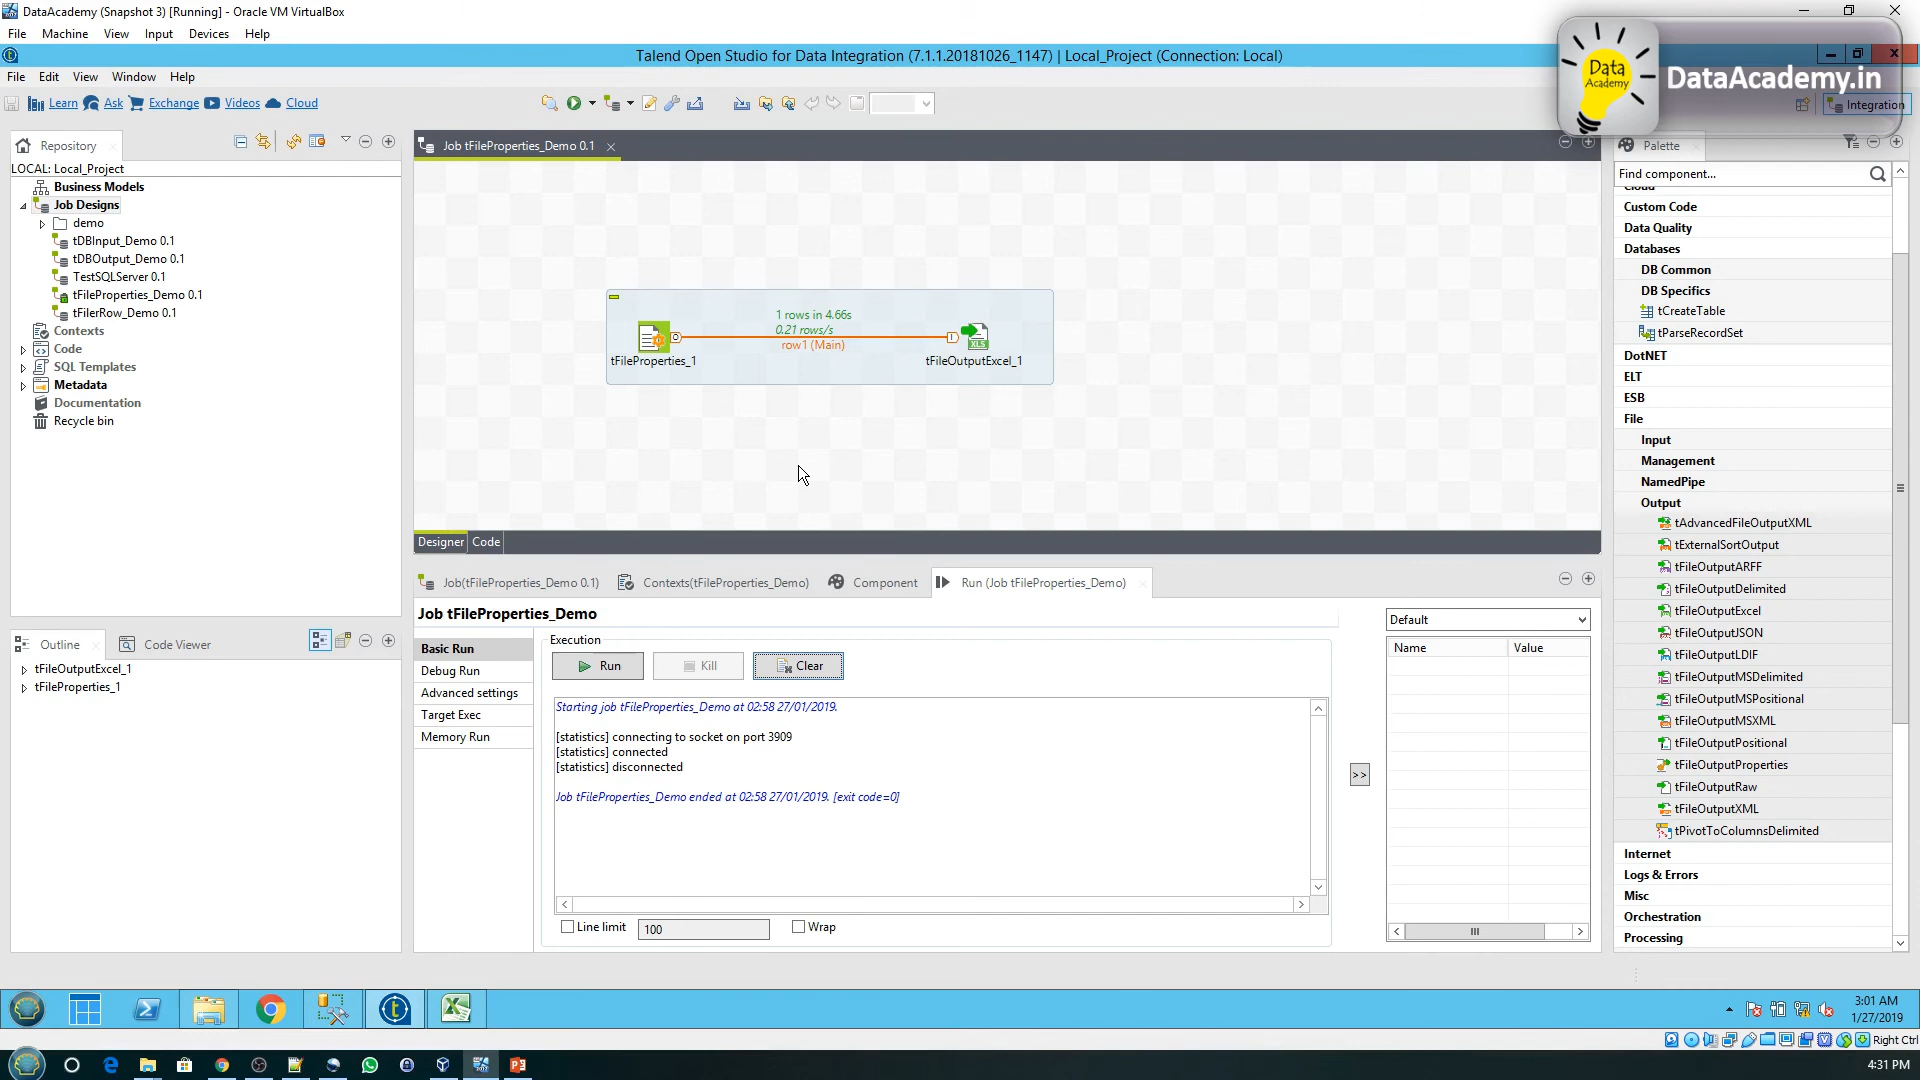 DataAcademy (Snapshot 3) [Running] - Oracle VM VirtualBox
File Machine View Input Devices Help
Talend Open Studio for Data Integration (7.1.1.20181026_1147) | Local_Project (Connection: Local)
Data
Academy
DataAcademy.in
File Edit View Window Help
Learn Ask Exchange Videos Cloud
Integration
Repository
LOCAL: Local_Project
Business Models
Job Designs
demo
tDBInput_Demo 0.1
tDBOutput_Demo 0.1
TestSQLServer 0.1
tFileProperties_Demo 0.1
tFilerRow_Demo 0.1
Contexts
Code
SQL Templates
Metadata
Documentation
Recycle bin
Outline Code Viewer
tFileOutputExcel_1
tFileProperties_1
Job tFileProperties_Demo 0.1
1 rows in 4.66s
0.21 rows/s
row1 (Main)
tFileProperties_1
tFileOutputExcel_1
XLS
Designer Code
Job(tFileProperties_Demo 0.1) Contexts(tFileProperties_Demo) Component Run (Job tFileProperties_Demo)
Job tFileProperties_Demo
Basic Run
Debug Run
Advanced settings
Target Exec
Memory Run
Execution
Run Kill Clear
Starting job tFileProperties_Demo at 02:58 27/01/2019.
[statistics] connecting to socket on port 3909
[statistics] connected
[statistics] disconnected
Job tFileProperties_Demo ended at 02:58 27/01/2019. [exit code=0]
Line limit 100 Wrap
>>
Default
Name Value
Palette
Find component...
Cloud
Custom Code
Data Quality
Databases
DB Common
DB Specifics
tCreateTable
tParseRecordSet
DotNET
ELT
ESB
File
Input
Management
NamedPipe
Output
tAdvancedFileOutputXML
tExternalSortOutput
tFileOutputARFF
tFileOutputDelimited
tFileOutputExcel
tFileOutputJSON
tFileOutputLDIF
tFileOutputMSDelimited
tFileOutputMSPositional
tFileOutputMSXML
tFileOutputPositional
tFileOutputProperties
tFileOutputRaw
tFileOutputXML
tPivotToColumnsDelimited
Internet
Logs & Errors
Misc
Orchestration
Processing
3:01 AM
1/27/2019
Right Ctrl
4:31 PM